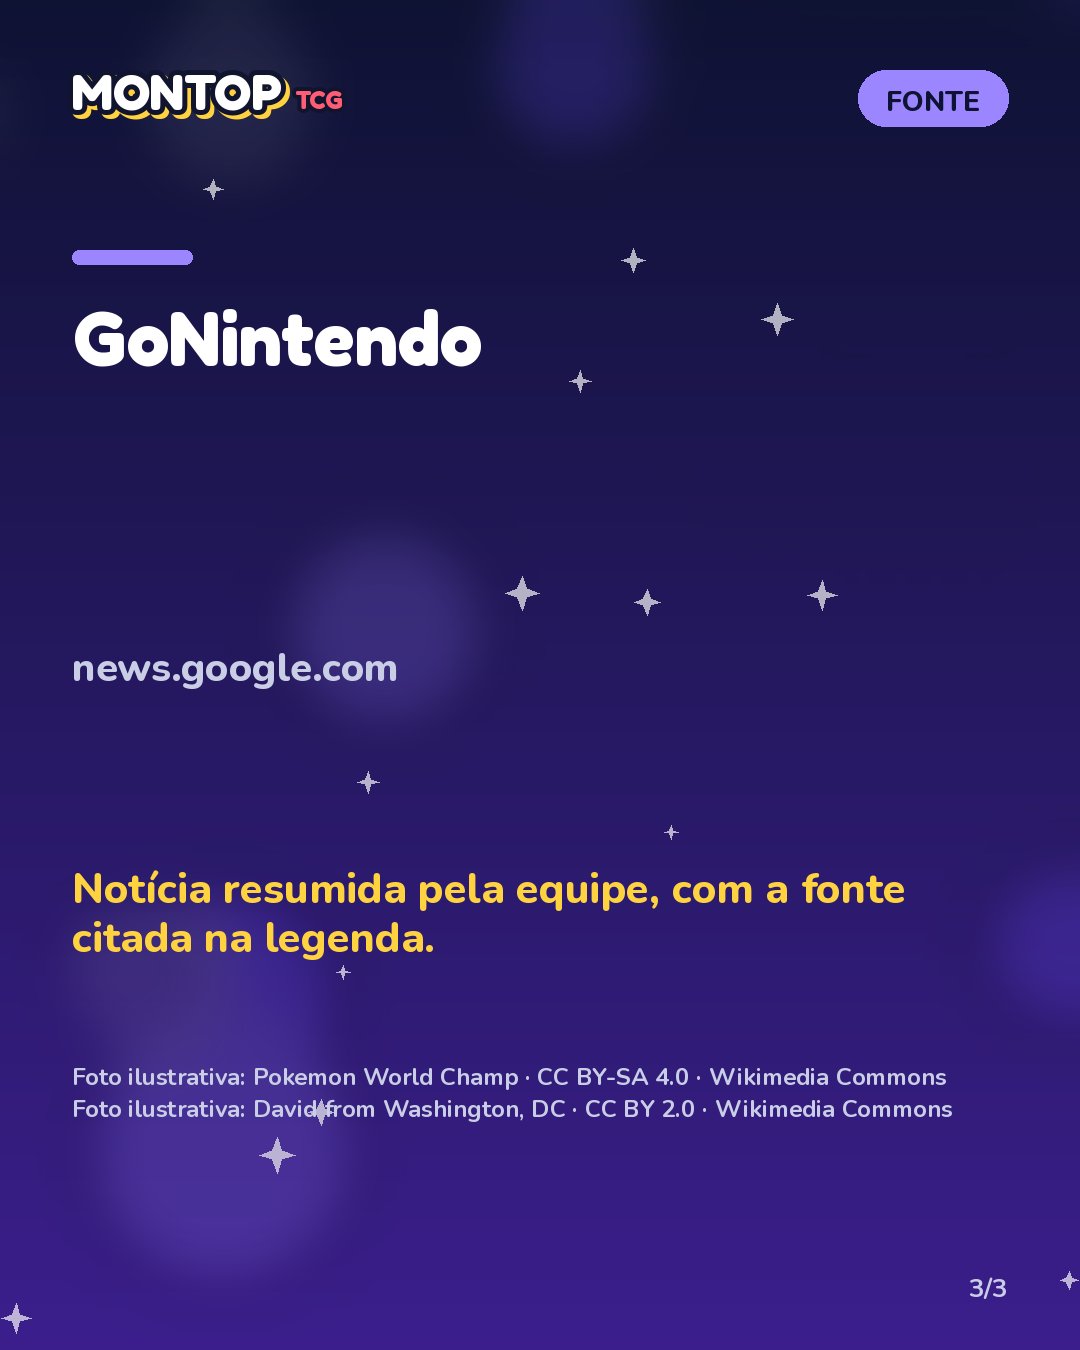 MONTOP TCG
FONTE
GoNintendo
news.google.com
Notícia resumida pela equipe, com a fonte
citada na legenda.
Foto ilustrativa: Pokemon World Champ · CC BY-SA 4.0 · Wikimedia Commons
Foto ilustrativa: David from Washington, DC · CC BY 2.0 · Wikimedia Commons
3/3